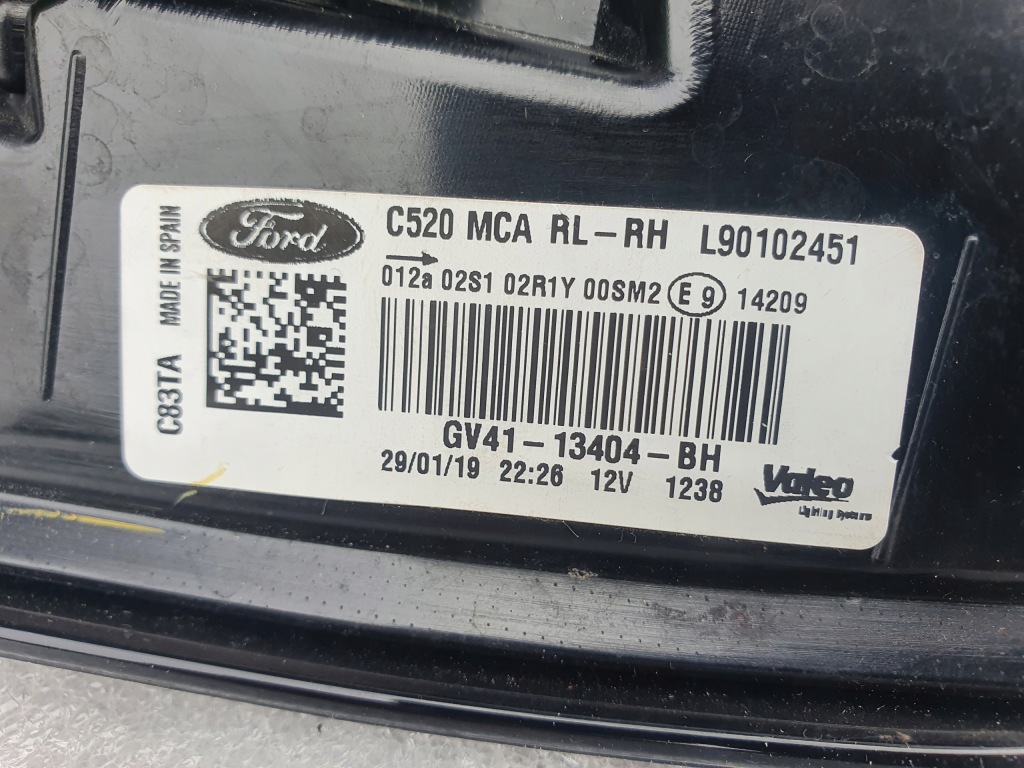 Ford C520 MCA RL-RH L90102451
012a 02S1 02R1Y 00SM2 E 9 14209
GV41-13404-BH
29/01/19 22:26 12V 1238
Valeo
Lighting Systems
C83TA MADE IN SPAIN